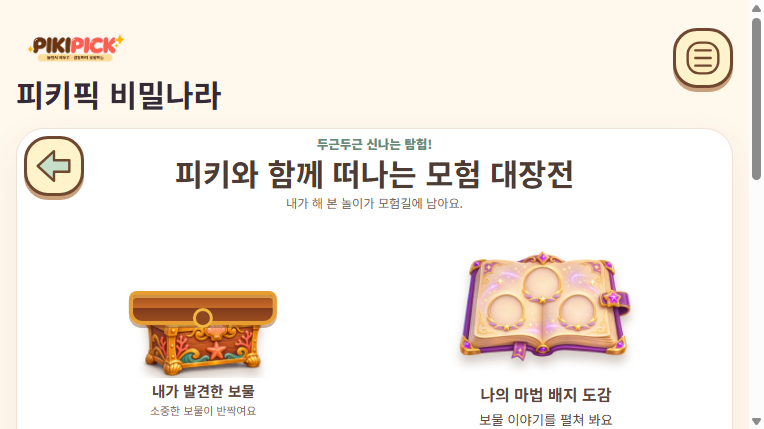 PIKIPICK
피키픽 비밀나라
두근두근 신나는 탐험!
피키와 함께 떠나는 모험 대장전
내가 해 본 놀이가 모험길에 남아요.
내가 발견한 보물
소중한 보물이 반짝여요
나의 마법 배지 도감
보물 이야기를 펼쳐 봐요